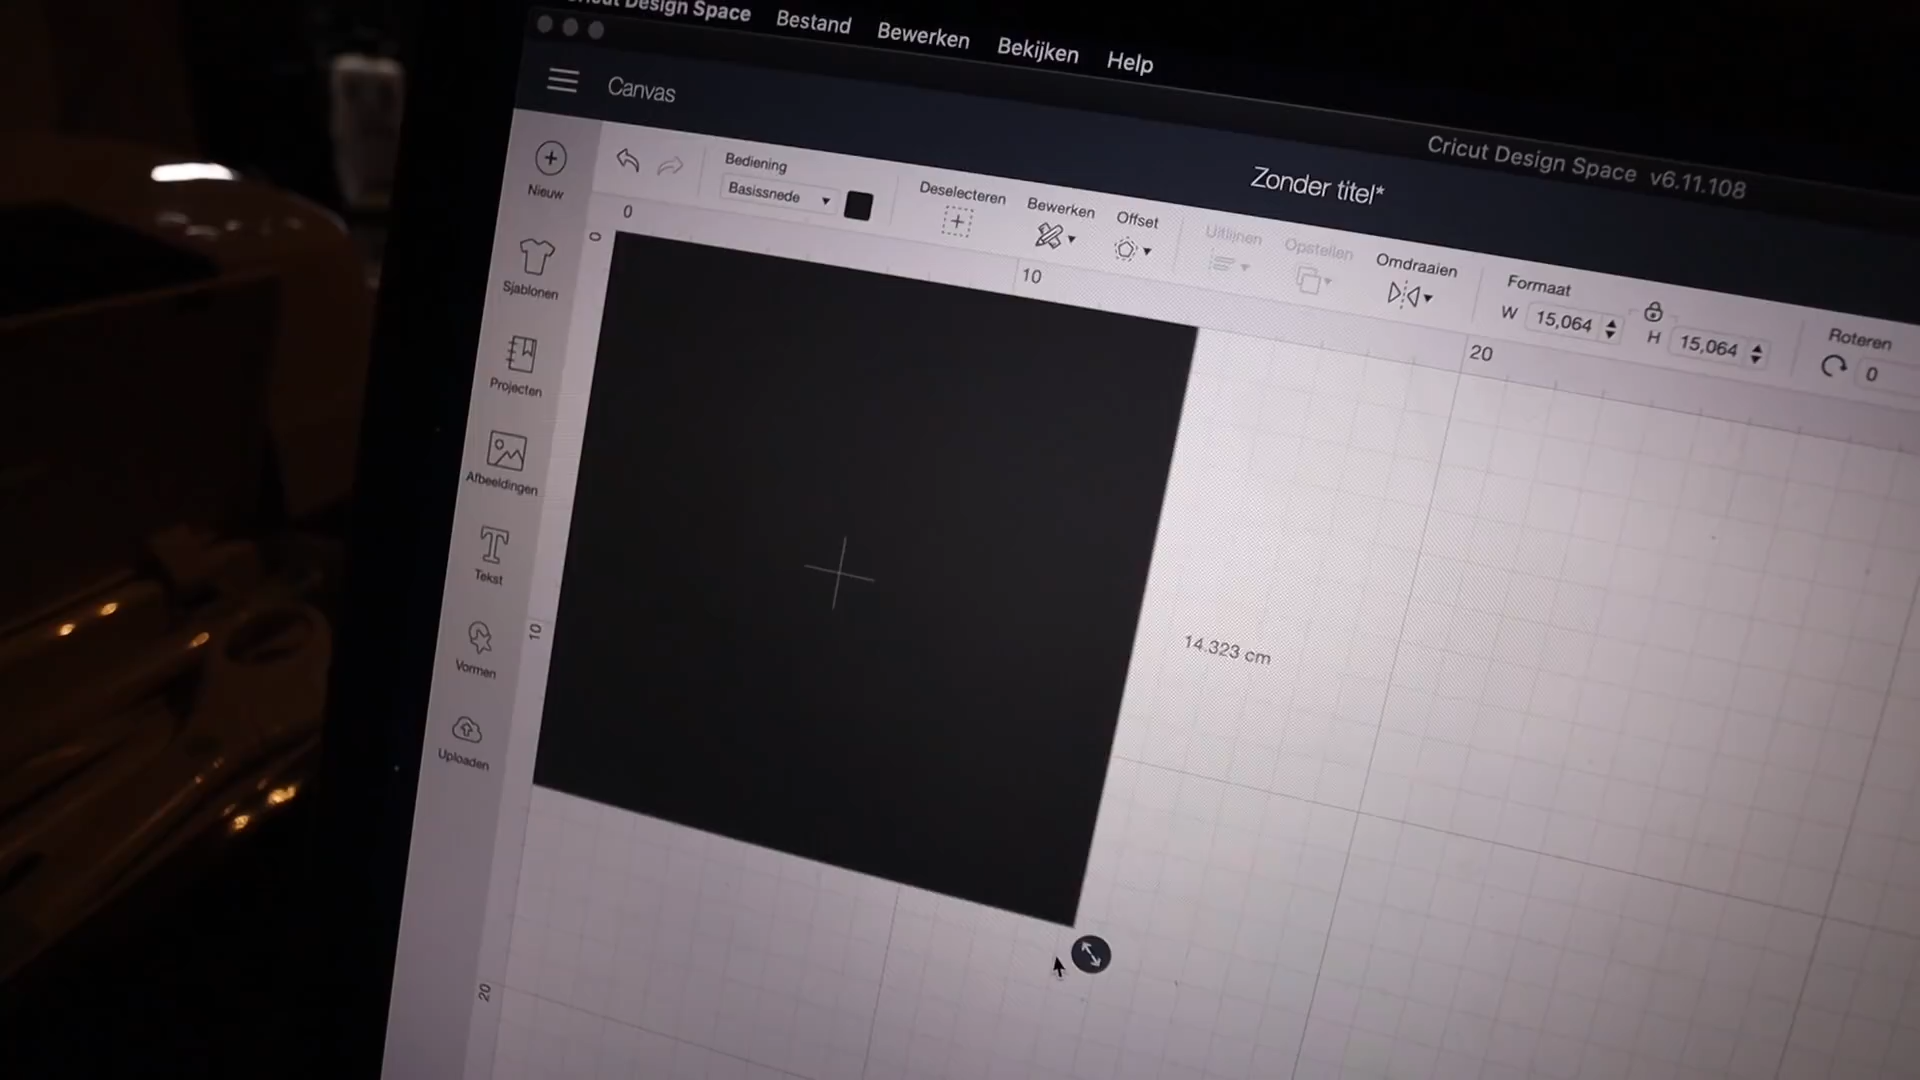 Design Space Bestand Bewerken Bekijken Help
Canvas
Cricut Design Space v6.11.108
Zonder titel*
Nieuw
Sjablonen
Projecten
Afbeeldingen
Tekst
Vormen
Uploaden
Bediening
Basissnede
Deselecteren
Bewerken
Offset
Uitlijnen
Opstellen
Omdraaien
Formaat
W 15,064
H 15,064
Roteren
0
0
10
20
0
10
20
14.323 cm